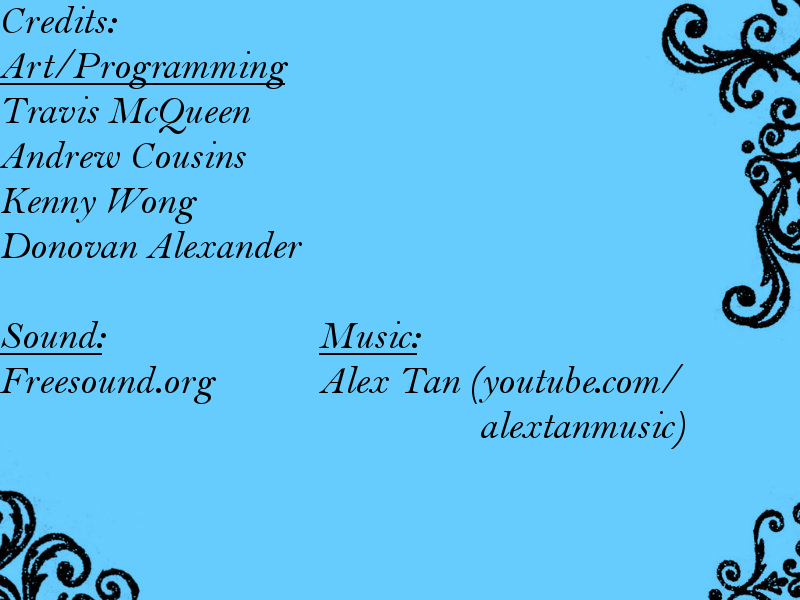 Credits:
Art/Programming
Travis McQueen
Andrew Cousins
Kenny Wong
Donovan Alexander
Sound:
Freesound.org
Music:
Alex Tan (youtube.com/
alextanmusic)